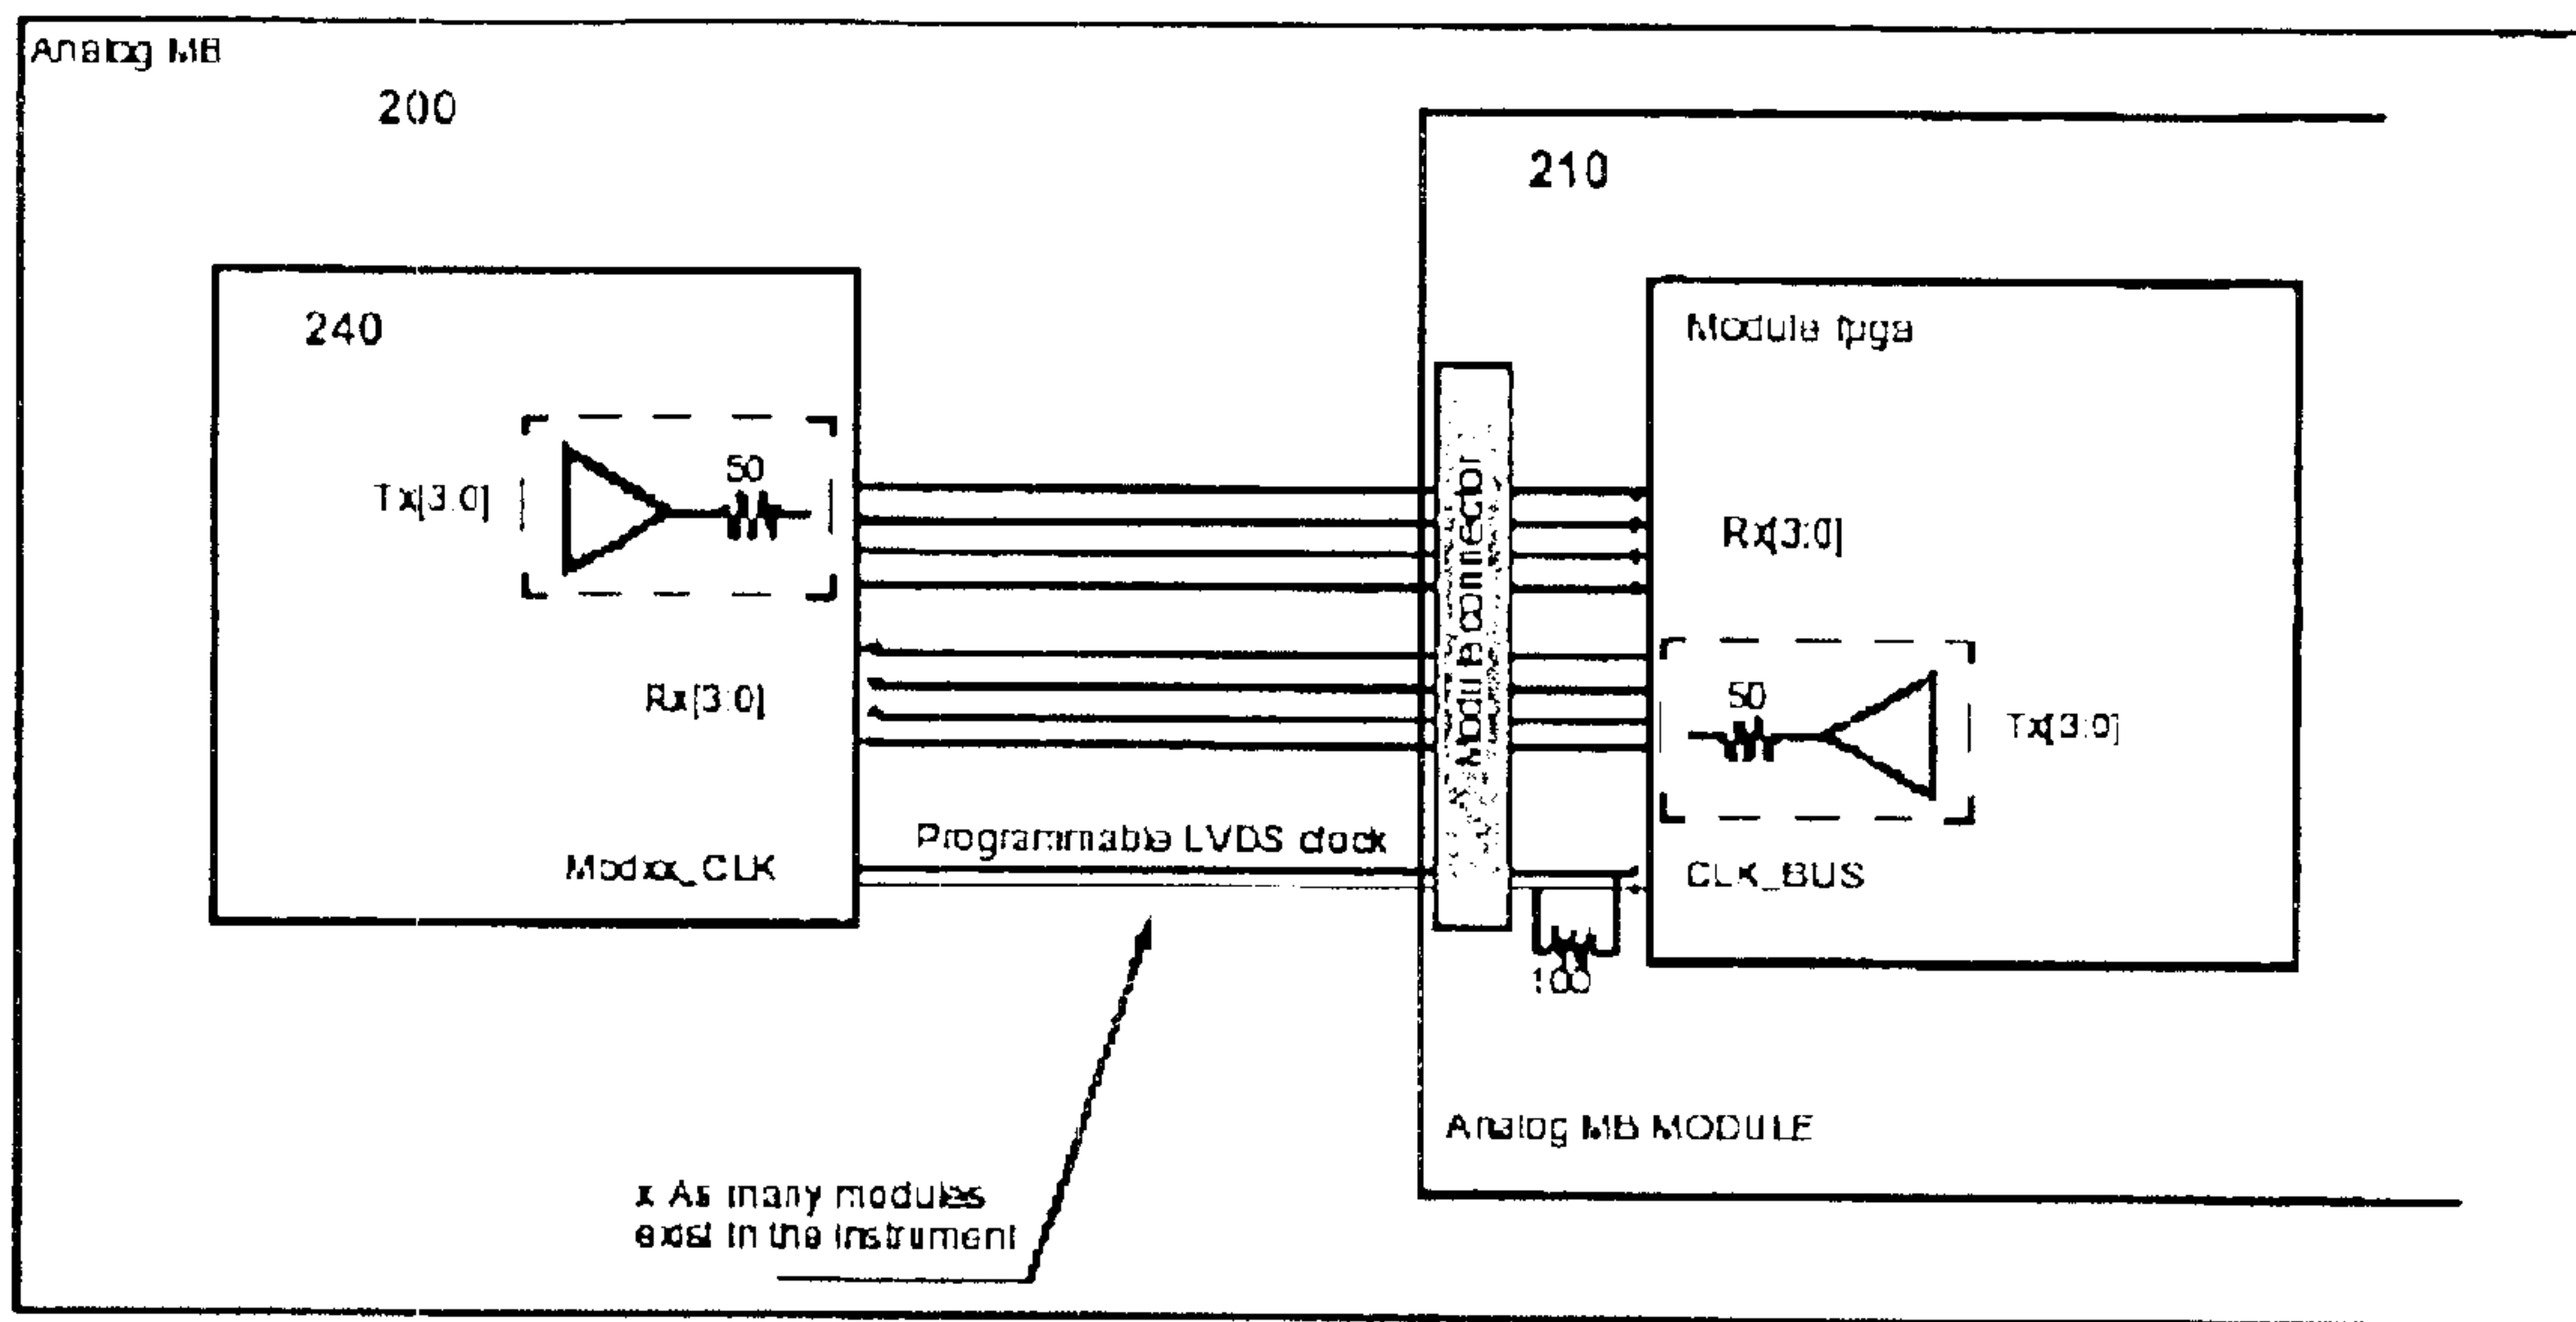 Analog MB
200
210
240
Module fpga
50
Tx[3:0]
Rx[3:0]
Module connector
Rx[3:0]
50
Tx[3:0]
Programmable LVDS clock
Modxx_CLK
CLK_BUS
100
Analog MB MODULE
x As many modules
exist in the instrument